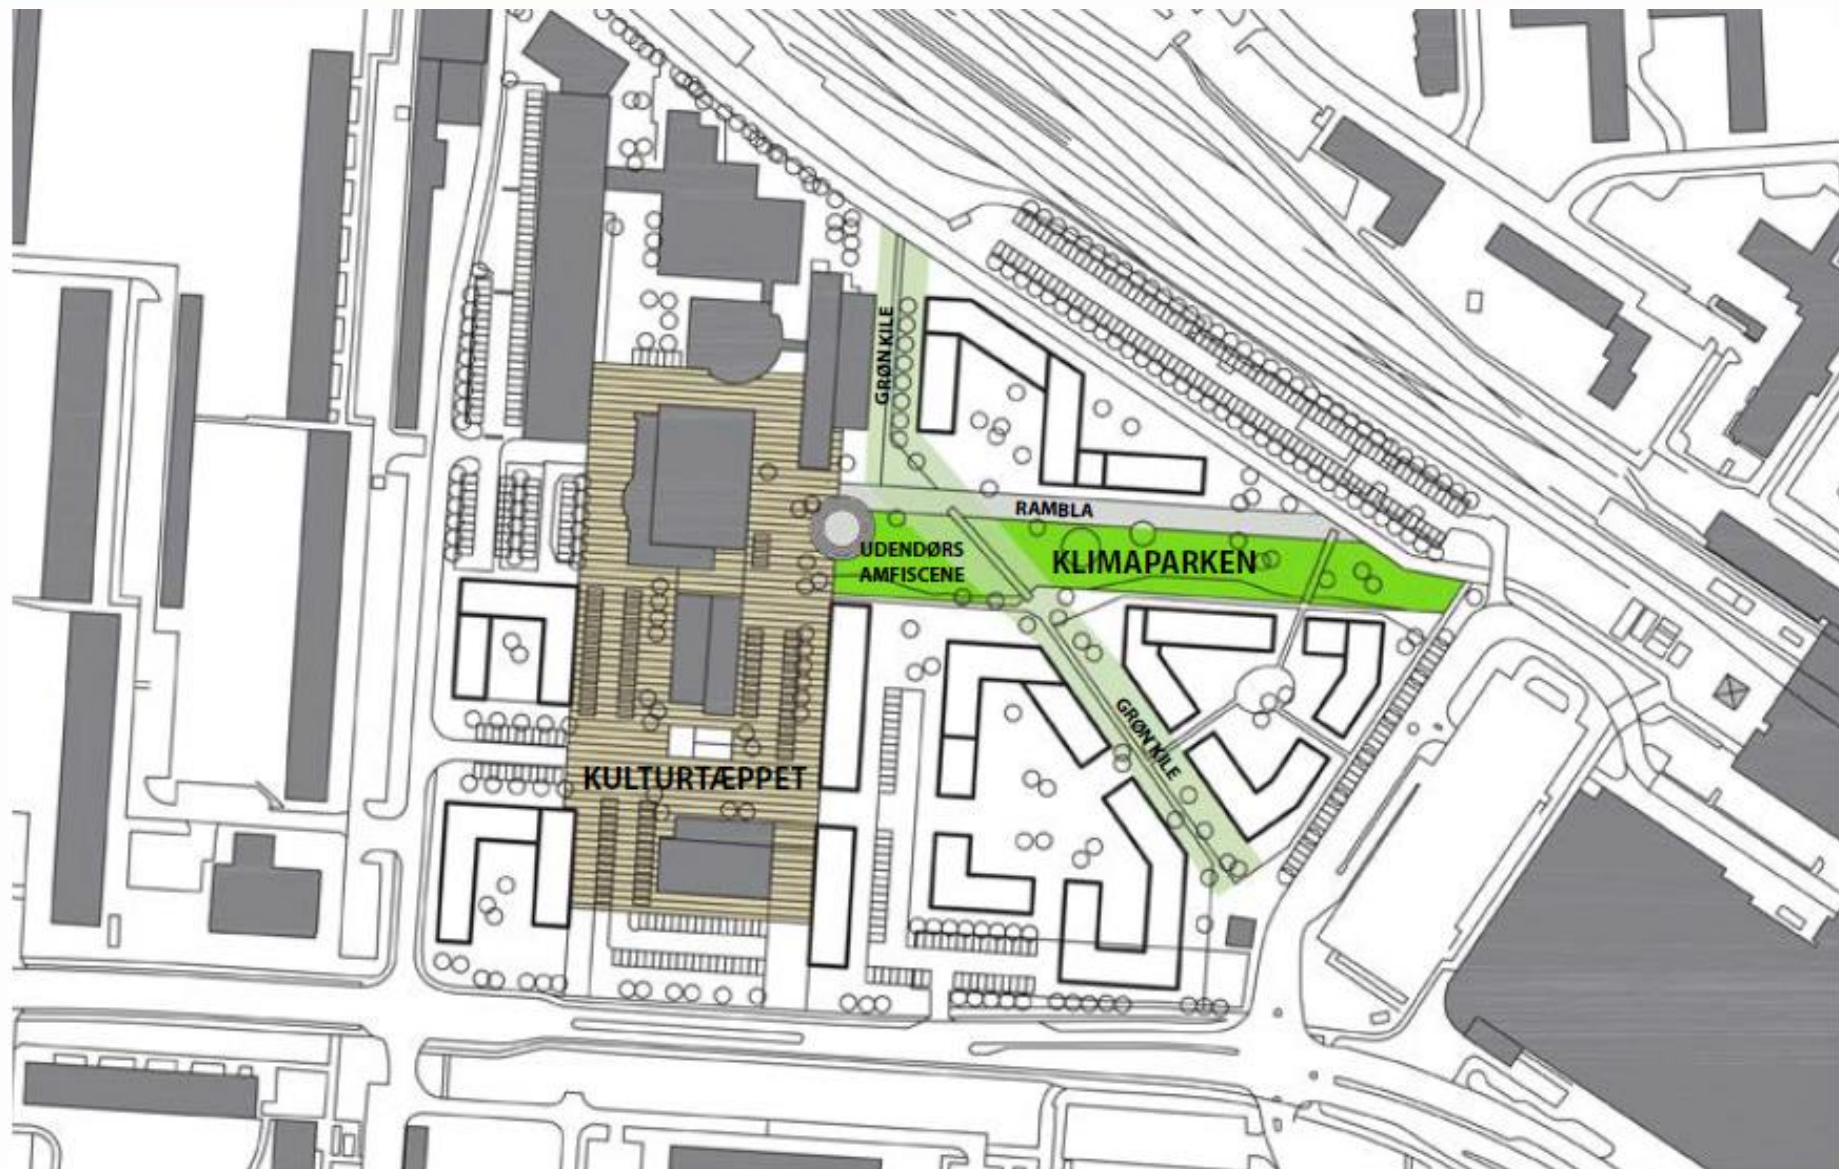 GRØN KILE
RAMBLA
UDENDØRS
AMFISCENE
KLIMAPARKEN
GRØN KILE
KULTURTÆPPET